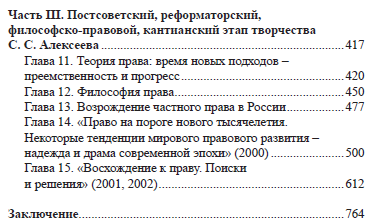 Часть III. Постсоветский, реформаторский,
философско-правовой, кантианский этап творчества
С. С. Алексеева ........................................................................ 417
Глава 11. Теория права: время новых подходов –
преемственность и прогресс ................................................ 420
Глава 12. Философия права ................................................... 450
Глава 13. Возрождение частного права в России ................. 477
Глава 14. «Право на пороге нового тысячелетия.
Некоторые тенденции мирового правового развития –
надежда и драма современной эпохи» (2000) ..................... 500
Глава 15. «Восхождение к праву. Поиски
и решения» (2001, 2002) ....................................................... 612
Заключение ............................................................................. 764